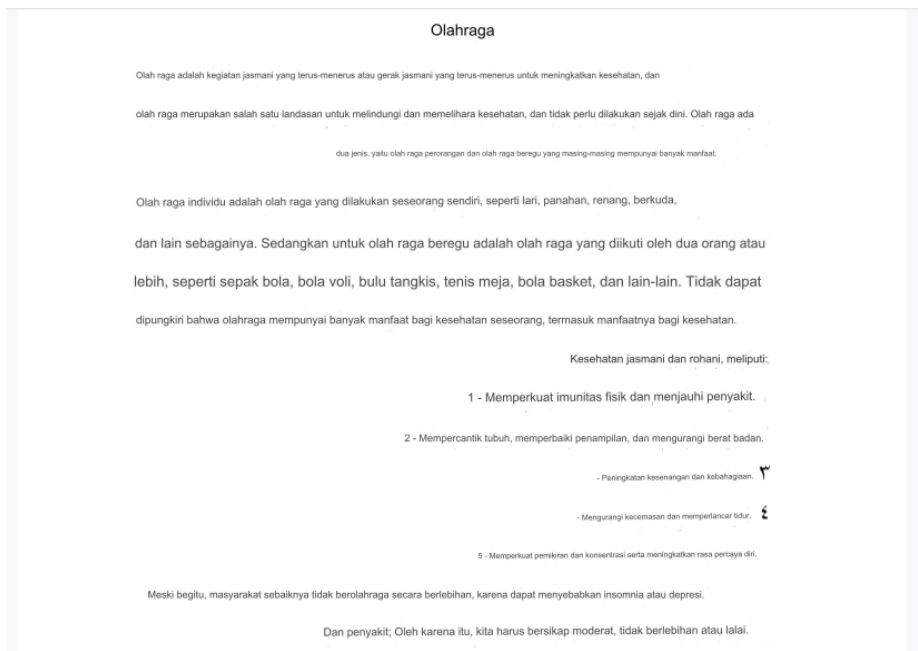 Olahraga
Olah raga adalah kegiatan jasmani yang terus-menerus atau gerak jasmani yang terus-menerus untuk meningkatkan kesehatan, dan
olah raga merupakan salah satu landasan untuk melindungi dan memelihara kesehatan, dan tidak perlu dilakukan sejak dini. Olah raga ada
dua jenis, yaitu olah raga perorangan dan olah raga beregu yang masing-masing mempunyai banyak manfaat.
Olah raga individu adalah olah raga yang dilakukan seseorang sendiri, seperti lari, panahan, renang, berkuda,
dan lain sebagainya. Sedangkan untuk olah raga beregu adalah olah raga yang diikuti oleh dua orang atau
lebih, seperti sepak bola, bola voli, bulu tangkis, tenis meja, bola basket, dan lain-lain. Tidak dapat
dipungkiri bahwa olahraga mempunyai banyak manfaat bagi kesehatan seseorang, termasuk manfaatnya bagi kesehatan.
Kesehatan jasmani dan rohani, meliputi:
1 - Memperkuat imunitas fisik dan menjauhi penyakit.
2 - Mempercantik tubuh, memperbaiki penampilan, dan mengurangi berat badan.
- Peningkatan kesenangan dan kebahagiaan. ٣
- Mengurangi kecemasan dan memperlancar tidur. ٤
5 - Memperkuat pemikiran dan konsentrasi serta meningkatkan rasa percaya diri.
Meski begitu, masyarakat sebaiknya tidak berolahraga secara berlebihan, karena dapat menyebabkan insomnia atau depresi.
Dan penyakit; Oleh karena itu, kita harus bersikap moderat, tidak berlebihan atau lalai.